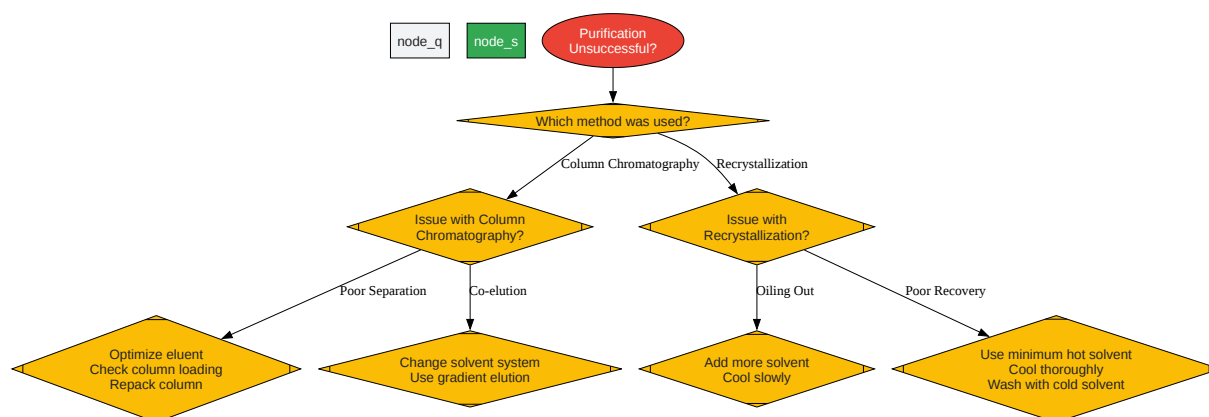 node_q
node_s
Purification
Unsuccessful?
Which method was used?
Column Chromatography
Recrystallization
Issue with Column
Chromatography?
Issue with
Recrystallization?
Poor Separation
Co-elution
Oiling Out
Poor Recovery
Optimize eluent
Check column loading
Repack column
Change solvent system
Use gradient elution
Add more solvent
Cool slowly
Use minimum hot solvent
Cool thoroughly
Wash with cold solvent